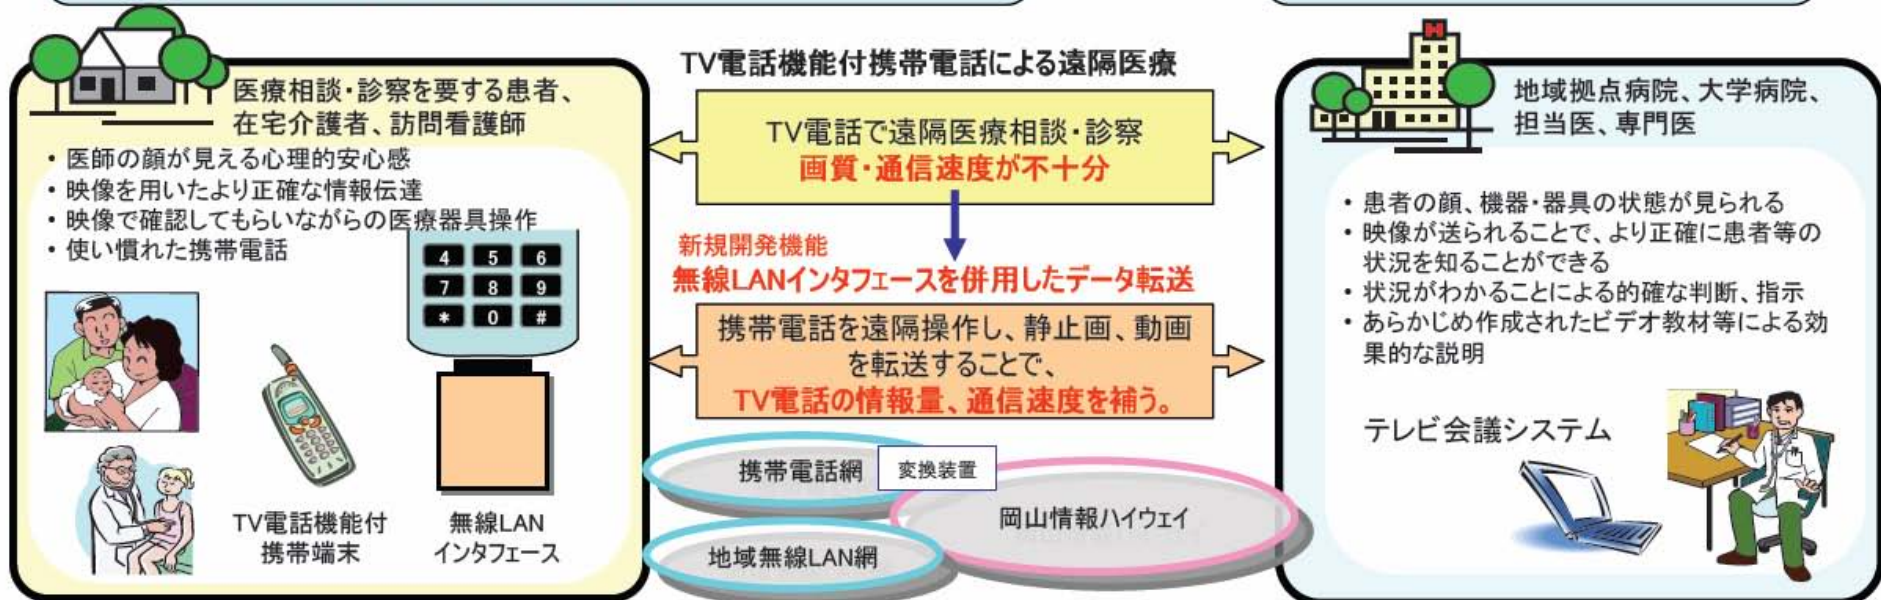 TV電話機能付携帯電話による遠隔医療
医療相談・診察を要する患者、
在宅介護者、訪問看護師
・医師の顔が見える心理的安心感
・映像を用いたより正確な情報伝達
・映像で確認してもらいながらの医療器具操作
・使い慣れた携帯電話
4 5 6
7 8 9
* 0 #
TV電話機能付
携帯端末
無線LAN
インタフェース
TV電話で遠隔医療相談・診察
画質・通信速度が不十分
新規開発機能
無線LANインタフェースを併用したデータ転送
携帯電話を遠隔操作し、静止画、動画
を転送することで、
TV電話の情報量、通信速度を補う。
携帯電話網
変換装置
岡山情報ハイウェイ
地域無線LAN網
H
地域拠点病院、大学病院、
担当医、専門医
・患者の顔、機器・器具の状態が見られる
・映像が送られることで、より正確に患者等の
状況を知ることができる
・状況がわかることによる的確な判断、指示
・あらかじめ作成されたビデオ教材等による効
果的な説明
テレビ会議システム